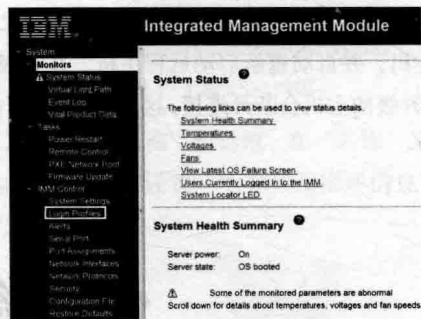 IBM.
Integrated Management Module
System
Monitors
System Status
Virtual Light Path
Event Log
Vital Product Data
Tasks
Power/Restart
Remote Control
PXE Network Boot
Firmware Update
IMM Control
System Settings
Login Profiles
Alerts
Serial Port
Port Assignments
Network Interfaces
Network Protocols
Security
Configuration File
Restore Defaults
System Status
The following links can be used to view status details.
System Health Summary
Temperatures
Voltages
Fans
View Latest OS Failure Screen
Users Currently Logged in to the IMM
System Locator LED
System Health Summary
Server power: On
Server state: OS booted
Some of the monitored parameters are abnormal
Scroll down for details about temperatures, voltages and fan speeds